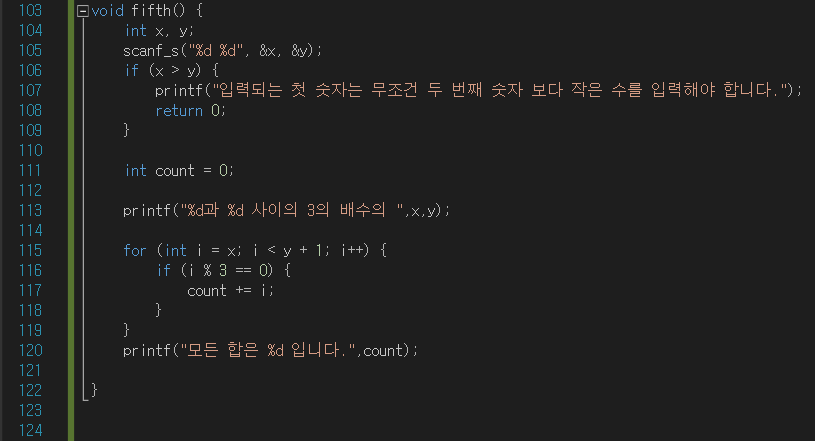 103 void fifth() {
104 int x, y;
105 scanf_s("%d %d", &x, &y);
106 if (x > y) {
107 printf("입력되는 첫 숫자는 무조건 두 번째 숫자 보다 작은 수를 입력해야 합니다.");
108 return 0;
109 }
110
111 int count = 0;
112
113 printf("%d과 %d 사이의 3의 배수의 ",x,y);
114
115 for (int i = x; i < y + 1; i++) {
116 if (i % 3 == 0) {
117 count += i;
118 }
119 }
120 printf("모든 합은 %d 입니다.",count);
121
122 }
123
124